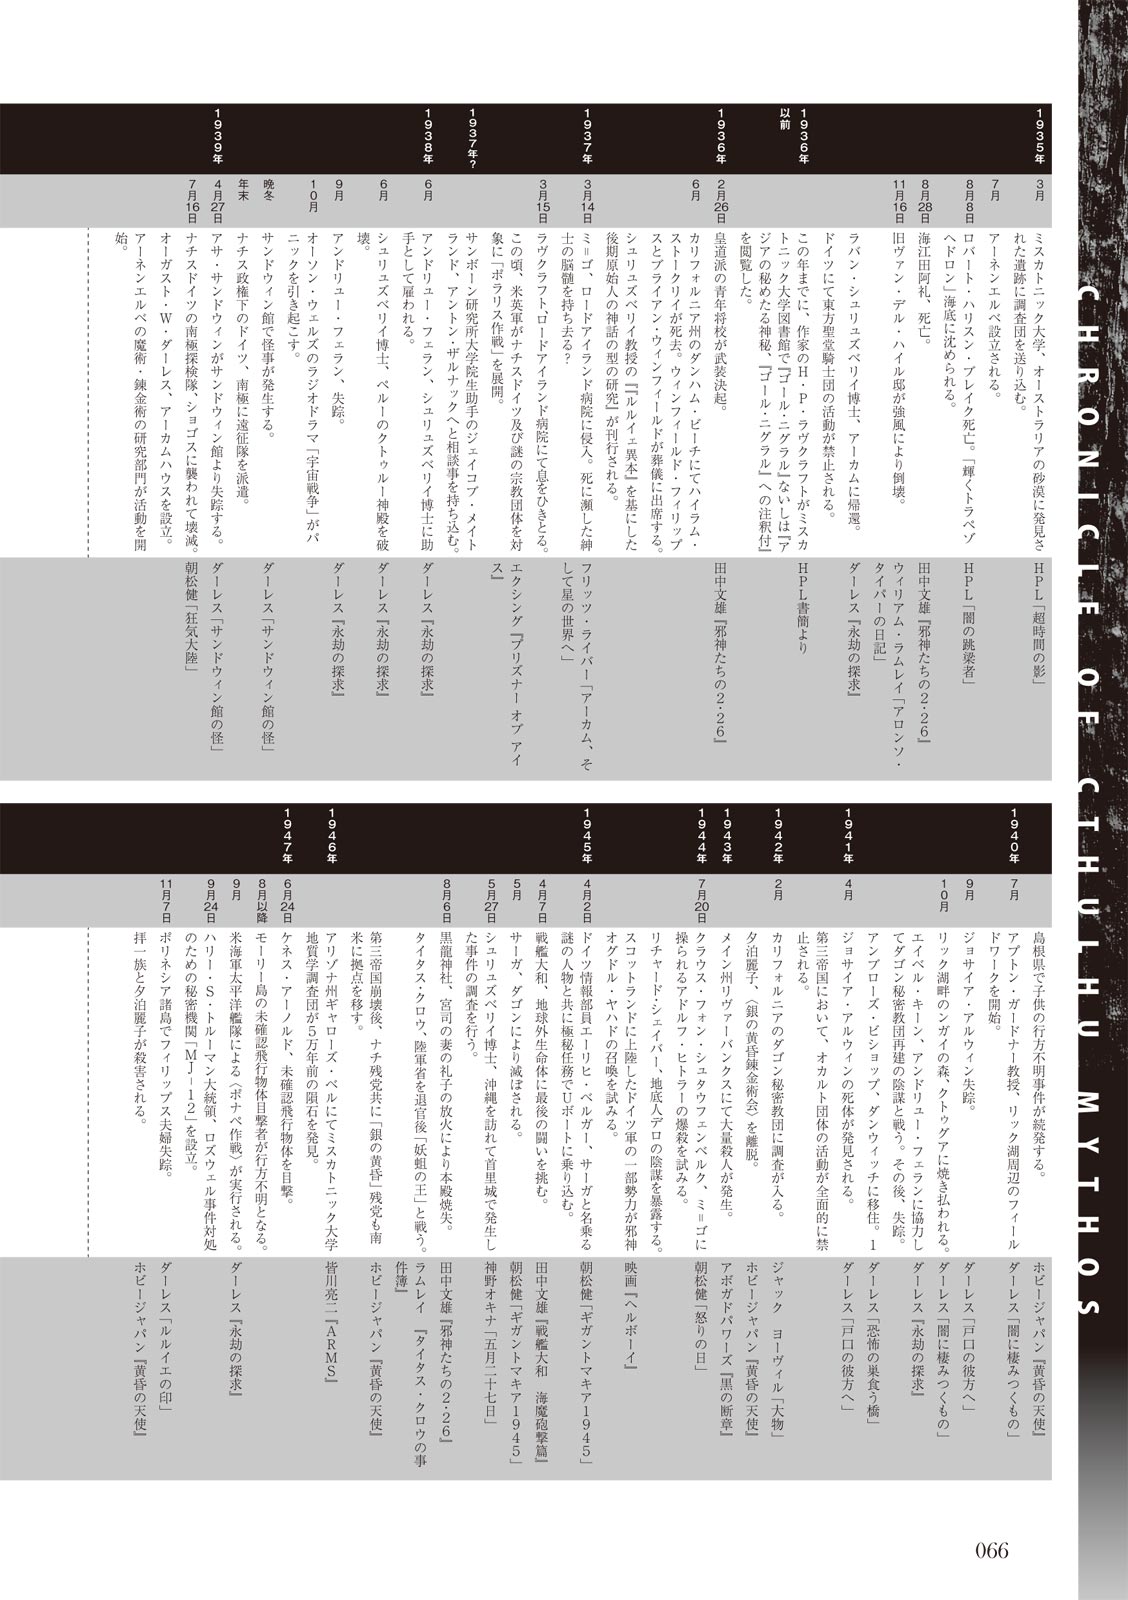 CHRONICLE OF CTHULHU MYTHOS
1935年
3月
ミスカトニック大学、オーストラリアの砂漠に発見さ
れた遺跡に調査団を送り込む。
HPL「超時間の影」
7月
アーネンエルベ設立される。
8月8日
ロバート・ハリスン・ブレイク死亡。「輝くトラペゾ
ヘドロン」海底に沈められる。
HPL「闇の跳梁者」
8月28日
海江田阿礼、死亡。
田中文雄『邪神たちの2・26』
11月16日
旧ヴァン・デル・ハイル邸が強風により倒壊。
ウィリアム・ラムレイ「アロンソ・
タイパーの日記」
ラバン・シュリュズベリイ博士、アーカムに帰還。
ダーレス『永劫の探求』
ドイツにて東方聖堂騎士団の活動が禁止される。
1936年
以前
この年までに、作家のH・P・ラヴクラフトがミスカ
トニック大学図書館で『ゴール・ニグラル』ないしは『ア
ジアの秘めたる神秘、『ゴール・ニグラル』への注釈付』
を閲覧した。
HPL書簡より
1936年
2月26日
皇道派の青年将校が武装決起。
田中文雄『邪神たちの2・26』
6月
カリフォルニア州のダンハム・ビーチにてハイラム・
ストークリイが死去。ウィンフィールド・フィリップ
スとブライアン・ウィンフィールドが葬儀に出席する。
シュリュズベリイ教授の『『ルルイェ異本』を基にした
後期原始人の神話の型の研究』が刊行される。
1937年
3月14日
ミ＝ゴ、ロードアイランド病院に侵入。死に瀕した紳
士の脳髄を持ち去る？
フリッツ・ライバー「アーカム、そ
して星の世界へ」
3月15日
ラヴクラフト、ロードアイランド病院にて息をひきとる。
この頃、米英軍がナチスドイツ及び謎の宗教団体を対
象に「ポラリス作戦」を展開。
エクシング『プリズナー オブ アイ
ス』
1937年？
サンボーン研究所大学院生助手のジェイコブ・メイト
ランド、アントン・ザルナックへと相談事を持ち込む。
1938年
6月
アンドリュー・フェラン、シュリュズベリイ博士に助
手として雇われる。
ダーレス『永劫の探求』
6月
シュリュズベリイ博士、ペルーのクトゥルー神殿を破
壊。
ダーレス『永劫の探求』
9月
アンドリュー・フェラン、失踪。
ダーレス『永劫の探求』
10月
オーソン・ウェルズのラジオドラマ「宇宙戦争」がパ
ニックを引き起こす。
晩冬
サンドウィン館で怪事が発生する。
ダーレス「サンドウィン館の怪」
年末
ナチス政権下のドイツ、南極に遠征隊を派遣。
1939年
4月27日
アサ・サンドウィンがサンドウィン館より失踪する。
ダーレス「サンドウィン館の怪」
7月16日
ナチスドイツの南極探検隊、ショゴスに襲われて壊滅。
朝松健「狂気大陸」
オーガスト・W・ダーレス、アーカムハウスを設立。
アーネンエルベの魔術・錬金術の研究部門が活動を開
始。
島根県で子供の行方不明事件が続発する。
ホビージャパン『黄昏の天使』
1940年
7月
アプトン・ガードナー教授、リック湖周辺のフィール
ドワークを開始。
ダーレス「闇に棲みつくもの」
9月
ジョサイア・アルウィン失踪。
ダーレス「戸口の彼方へ」
10月
リック湖畔のンガイの森、クトゥグアに焼き払われる。
ダーレス「闇に棲みつくもの」
エイベル・キーン、アンドリュー・フェランに協力し
てダゴン秘密教団再建の陰謀と戦う。その後、失踪。
ダーレス『永劫の探求』
アンブローズ・ビショップ、ダンウィッチに移住。1
ダーレス「恐怖の巣食う橋」
1941年
4月
ジョサイア・アルウィンの死体が発見される。
ダーレス「戸口の彼方へ」
第三帝国において、オカルト団体の活動が全面的に禁
止される。
1942年
2月
カリフォルニアのダゴン秘密教団に調査が入る。
ジャック　ヨーヴィル「大物」
夕泊麗子、〈銀の黄昏錬金術会〉を離脱。
ホビージャパン『黄昏の天使』
1943年
メイン州リヴァーバンクスにて大量殺人が発生。
アボガドパワーズ『黒の断章』
1944年
7月20日
クラウス・フォン・シュタウフェンベルク、ミ＝ゴに
操られるアドルフ・ヒトラーの爆殺を試みる。
朝松健「怒りの日」
リチャード・シェイバー、地底人デロの陰謀を暴露する。
スコットランドに上陸したドイツ軍の一部勢力が邪神
オグドル・ヤハドの召喚を試みる。
映画『ヘルボーイ』
1945年
4月2日
ドイツ情報部員エーリヒ・ベルガー、サーガと名乗る
謎の人物と共に極秘任務でUボートに乗り込む。
朝松健「ギガントマキア1945」
4月7日
戦艦大和、地球外生命体に最後の闘いを挑む。
田中文雄『戦艦大和　海魔砲撃篇』
5月
サーガ、ダゴンにより滅ぼされる。
朝松健「ギガントマキア1945」
5月27日
シュリュズベリイ博士、沖縄を訪れて首里城で発生し
た事件の調査を行う。
神野オキナ「五月二十七日」
8月6日
黒龍神社、宮司の妻の礼子の放火により本殿焼失。
田中文雄『邪神たちの2・26』
タイタス・クロウ、陸軍省を退官後「妖蛆の王」と戦う。
ラムレイ　『タイタス・クロウの事
件簿』
第三帝国崩壊後、ナチ残党共に「銀の黄昏」残党も南
米に拠点を移す。
ホビージャパン『黄昏の天使』
1946年
アリゾナ州ギャローズ・ベルにてミスカトニック大学
地質学調査団が5万年前の隕石を発見。
皆川亮二『ARMS』
1947年
6月24日
ケネス・アーノルド、未確認飛行物体を目撃。
8月以降
モーリー島の未確認飛行物体目撃者が行方不明となる。
9月
米海軍太平洋艦隊による〈ポナペ作戦〉が実行される。
ダーレス『永劫の探求』
9月24日
ハリー・S・トルーマン大統領、ロズウェル事件対処
のための秘密機関「MJ－12」を設立。
11月7日
ポリネシア諸島でフィリップス夫婦失踪。
ダーレス「ルルイエの印」
拝一族と夕泊麗子が殺害される。
ホビージャパン『黄昏の天使』
066